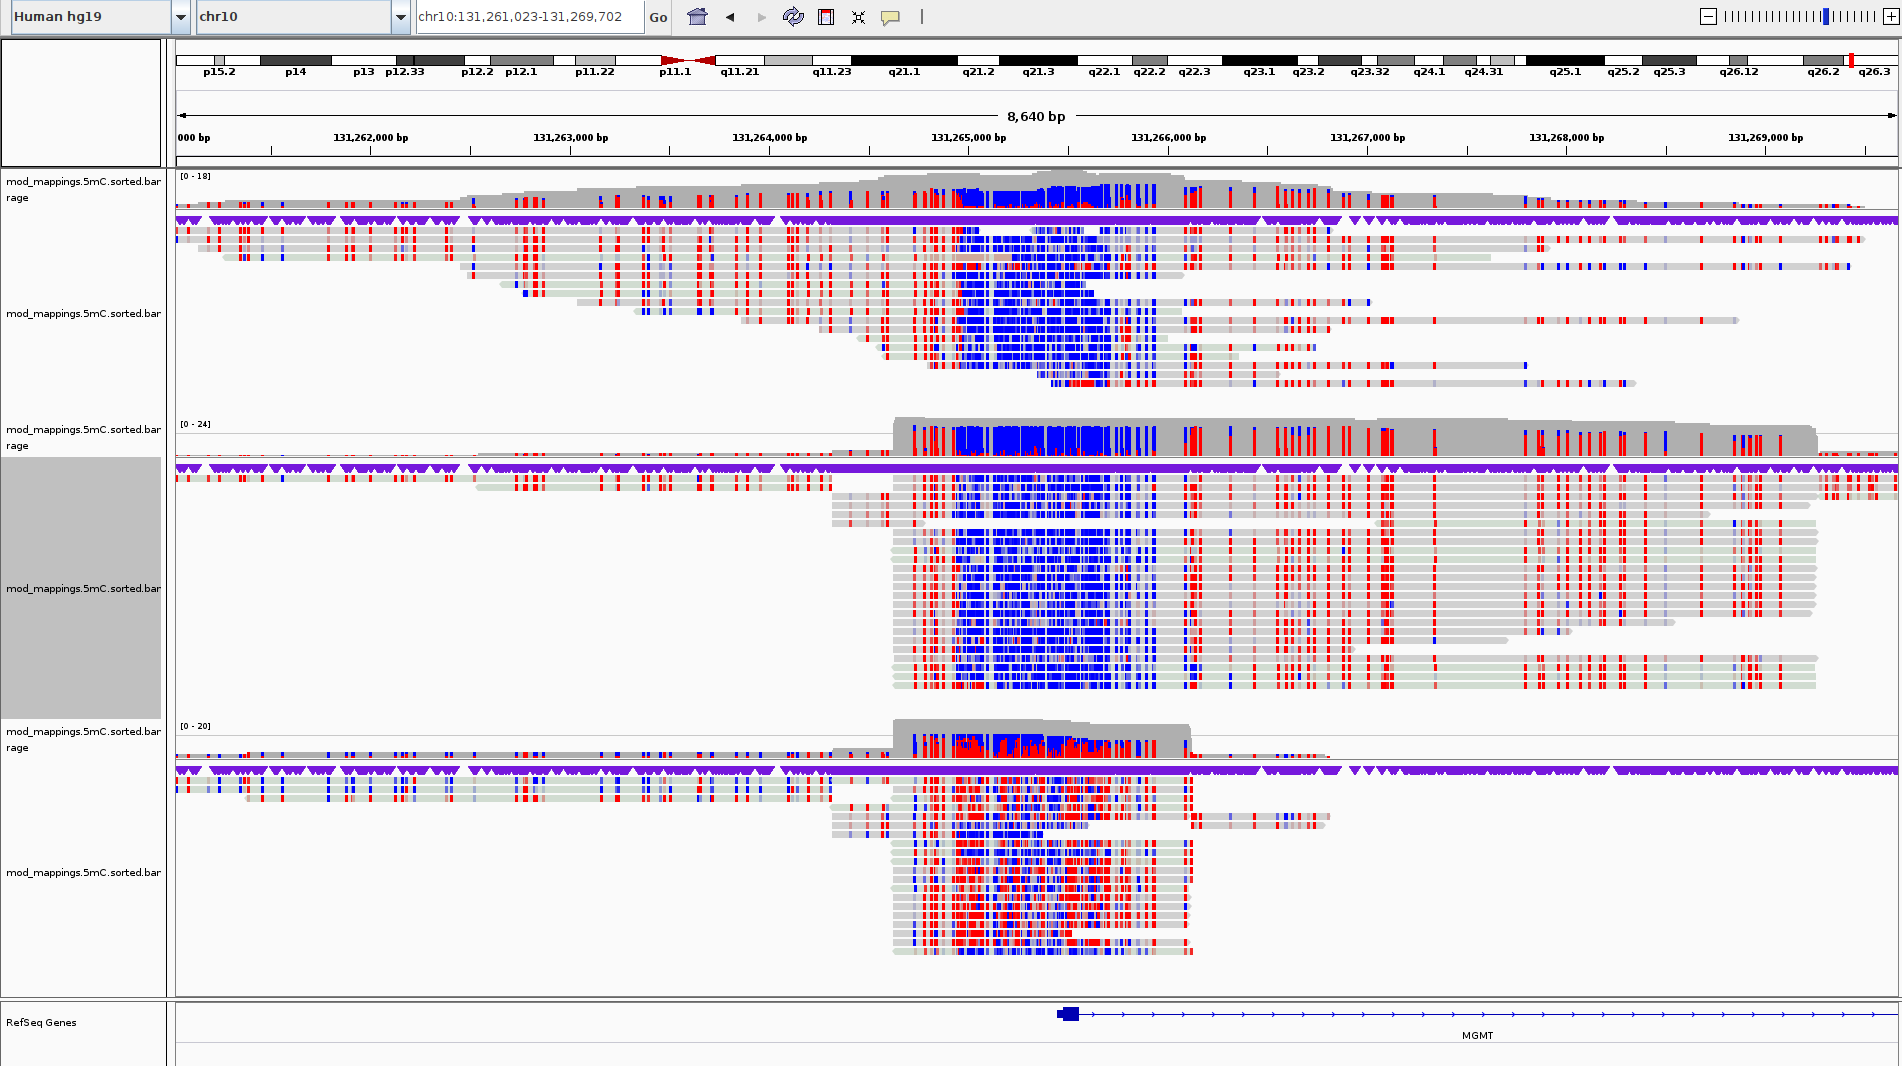 Human hg19 chr10 chr10:131,261,023-131,269,702 Go
p15.2 p14 p13 p12.33 p12.2 p12.1 p11.22 p11.1 q11.21 q11.23 q21.1 q21.2 q21.3 q22.1 q22.2 q22.3 q23.1 q23.2 q23.32 q24.1 q24.31 q25.1 q25.2 q25.3 q26.12 q26.2 q26.3
8,640 bp
000 bp 131,262,000 bp 131,263,000 bp 131,264,000 bp 131,265,000 bp 131,266,000 bp 131,267,000 bp 131,268,000 bp 131,269,000 bp
mod_mappings.5mC.sorted.bar [0 - 18]
rage
mod_mappings.5mC.sorted.bar
mod_mappings.5mC.sorted.bar [0 - 24]
rage
mod_mappings.5mC.sorted.bar
mod_mappings.5mC.sorted.bar [0 - 20]
rage
mod_mappings.5mC.sorted.bar
RefSeq Genes
MGMT